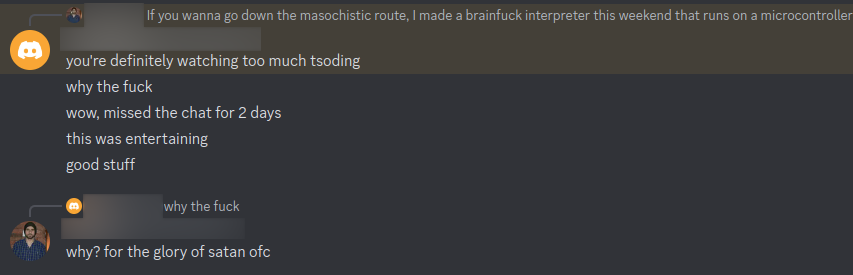 If you wanna go down the masochistic route, I made a brainfuck interpreter this weekend that runs on a microcontroller
you're definitely watching too much tsoding
why the fuck
wow, missed the chat for 2 days
this was entertaining
good stuff
why the fuck
why? for the glory of satan ofc